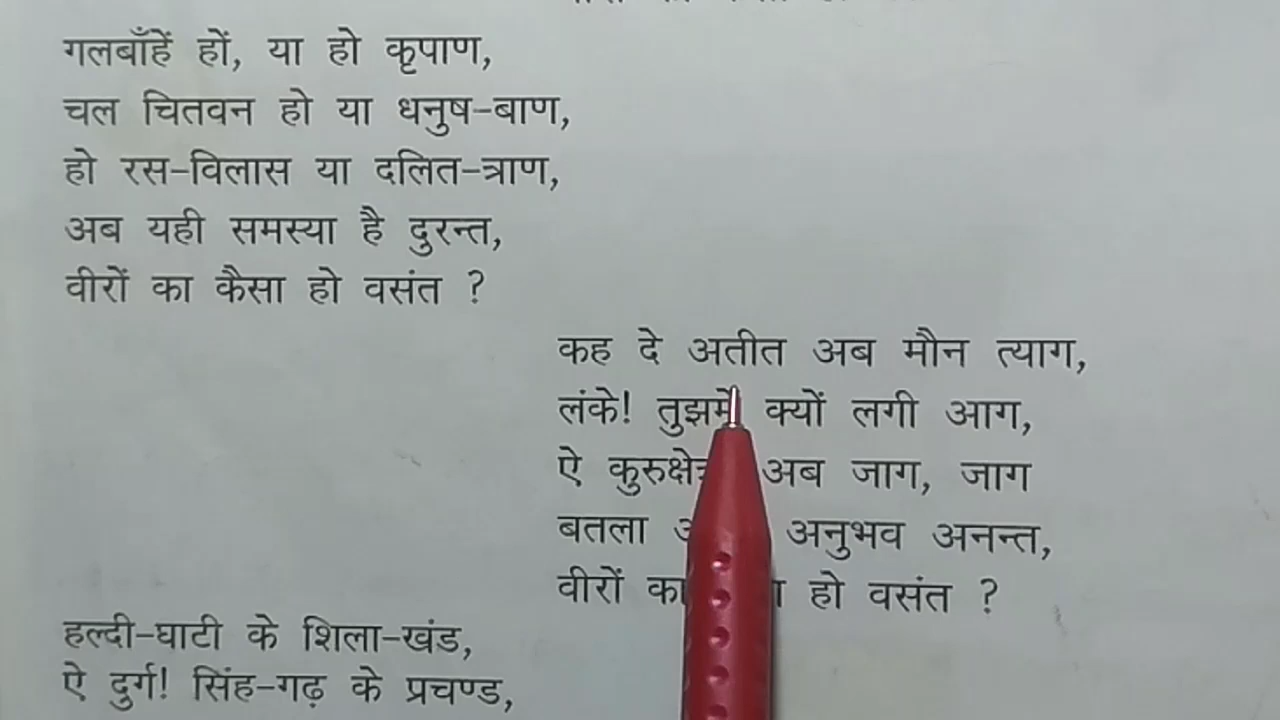 गलबाँहें हों, या हो कृपाण,
चल चितवन हो या धनुष-बाण,
हो रस-विलास या दलित-त्राण,
अब यही समस्या है दुरन्त,
वीरों का कैसा हो वसंत ?
कह दे अतीत अब मौन त्याग,
लंके! तुझमें क्यों लगी आग,
ऐ अब जाग, जाग
बतला अनुभव अनन्त,
वीरों का हो वसंत ?
हल्दी-घाटी के शिला-खंड,
ऐ दुर्ग! सिंह-गढ़ के प्रचण्ड,